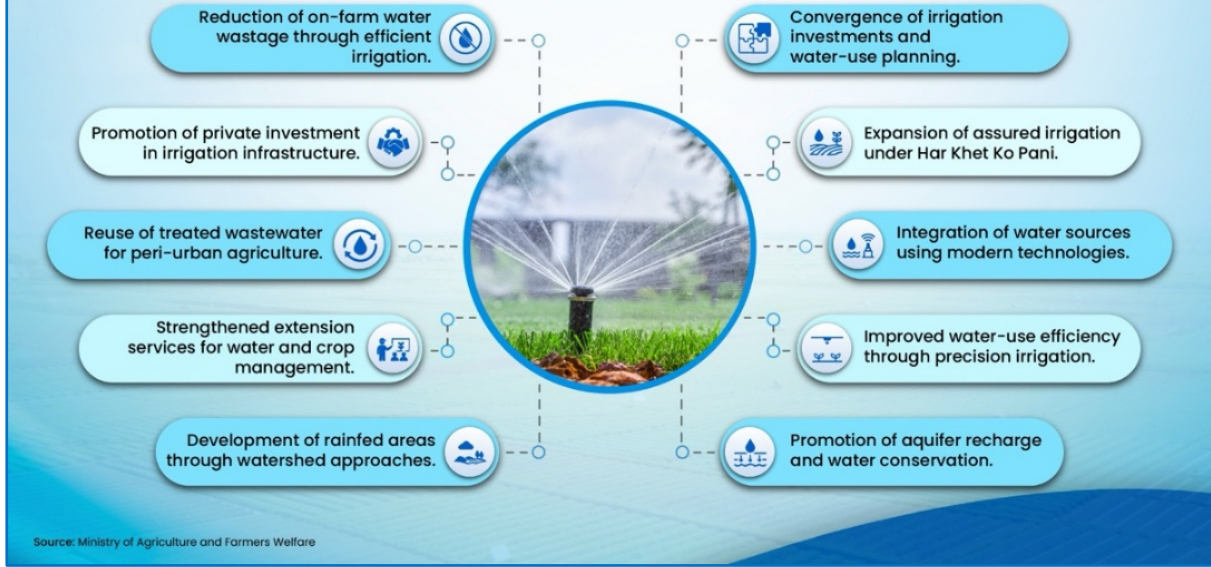 Reduction of on-farm water
wastage through efficient
irrigation.
Promotion of private investment
in irrigation infrastructure.
Reuse of treated wastewater
for peri-urban agriculture.
Strengthened extension
services for water and crop
management.
Development of rainfed areas
through watershed approaches.
Convergence of irrigation
investments and
water-use planning.
Expansion of assured irrigation
under Har Khet Ko Pani.
Integration of water sources
using modern technologies.
Improved water-use efficiency
through precision irrigation.
Promotion of aquifer recharge
and water conservation.
Source: Ministry of Agriculture and Farmers Welfare